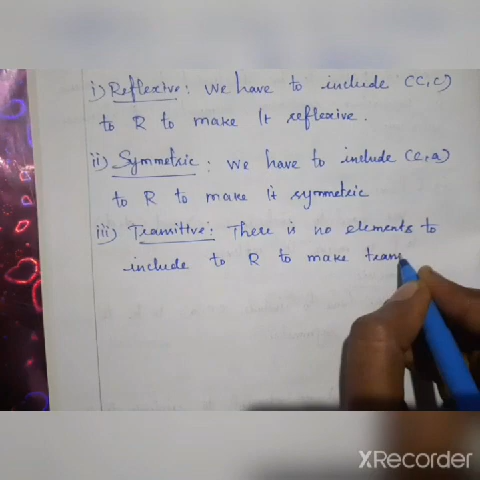 i) Reflexive: We have to include (c,c)
to R to make it reflexive.
ii) Symmetric: We have to include (c,a)
to R to make it symmetric
iii) Transitive: There is no elements to
include to R to make trans
XRecorder